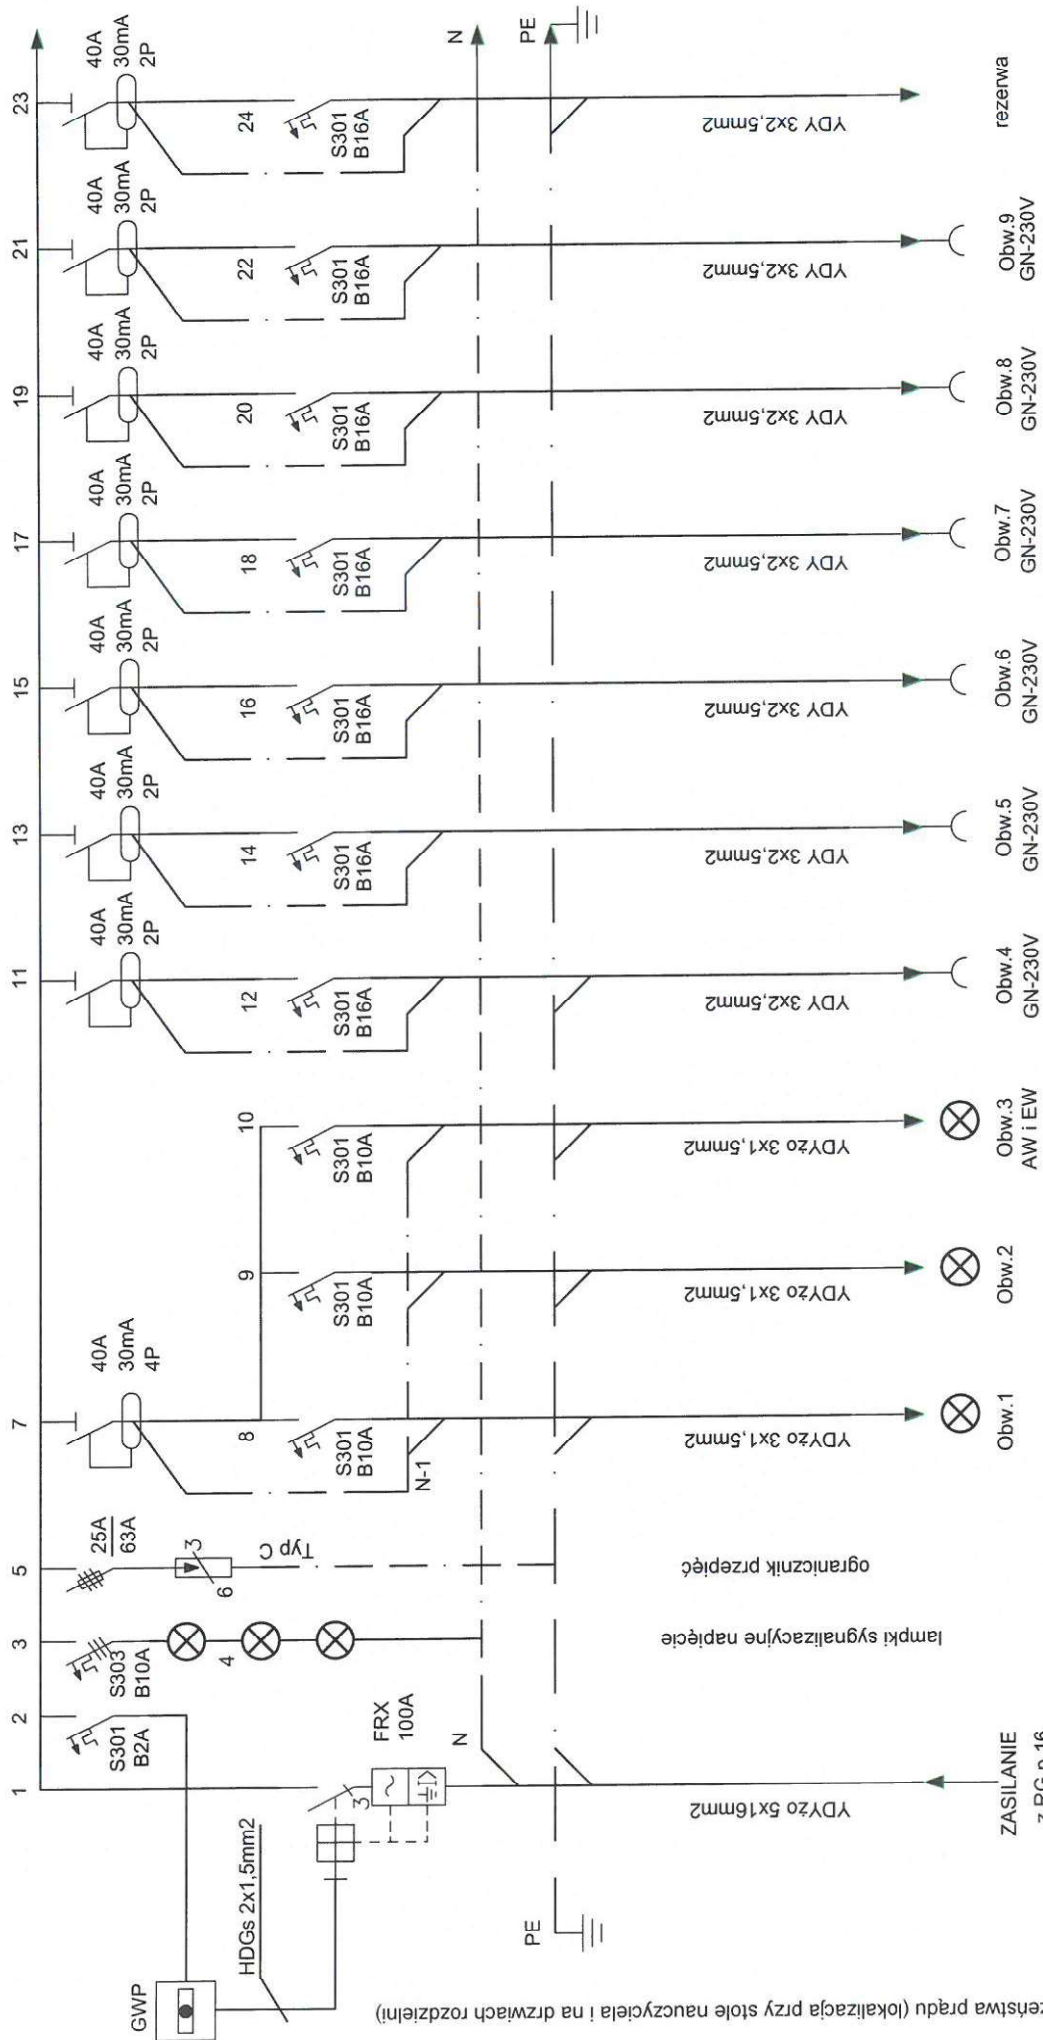 1
2
3
5
7
11
13
15
17
19
21
23
GWP
S301
B2A
S303
B10A
25A
63A
40A
30mA
4P
40A
30mA
2P
40A
30mA
2P
40A
30mA
2P
40A
30mA
2P
40A
30mA
2P
40A
30mA
2P
40A
30mA
2P
HDGs 2x1,5mm2
3
FRX
100A
4
3
6
Typ C
8
9
10
12
14
16
18
20
22
24
S301
B10A
S301
B10A
S301
B10A
S301
B16A
S301
B16A
S301
B16A
S301
B16A
S301
B16A
S301
B16A
S301
B16A
N-1
N
N
PE
PE
YDYżo 5x16mm2
lampki sygnalizacyjne napięcie
ogranicznik przepięć
YDYżo 3x1,5mm2
YDYżo 3x1,5mm2
YDYżo 3x1,5mm2
YDY 3x2,5mm2
YDY 3x2,5mm2
YDY 3x2,5mm2
YDY 3x2,5mm2
YDY 3x2,5mm2
YDY 3x2,5mm2
YDY 3x2,5mm2
ZASILANIE
Obw.1
Obw.2
Obw.3
AW i EW
Obw.4
GN-230V
Obw.5
GN-230V
Obw.6
GN-230V
Obw.7
GN-230V
Obw.8
GN-230V
Obw.9
GN-230V
rezerwa
prądu (lokalizacja przy stole nauczyciela i na drzwiach rozdzielni)